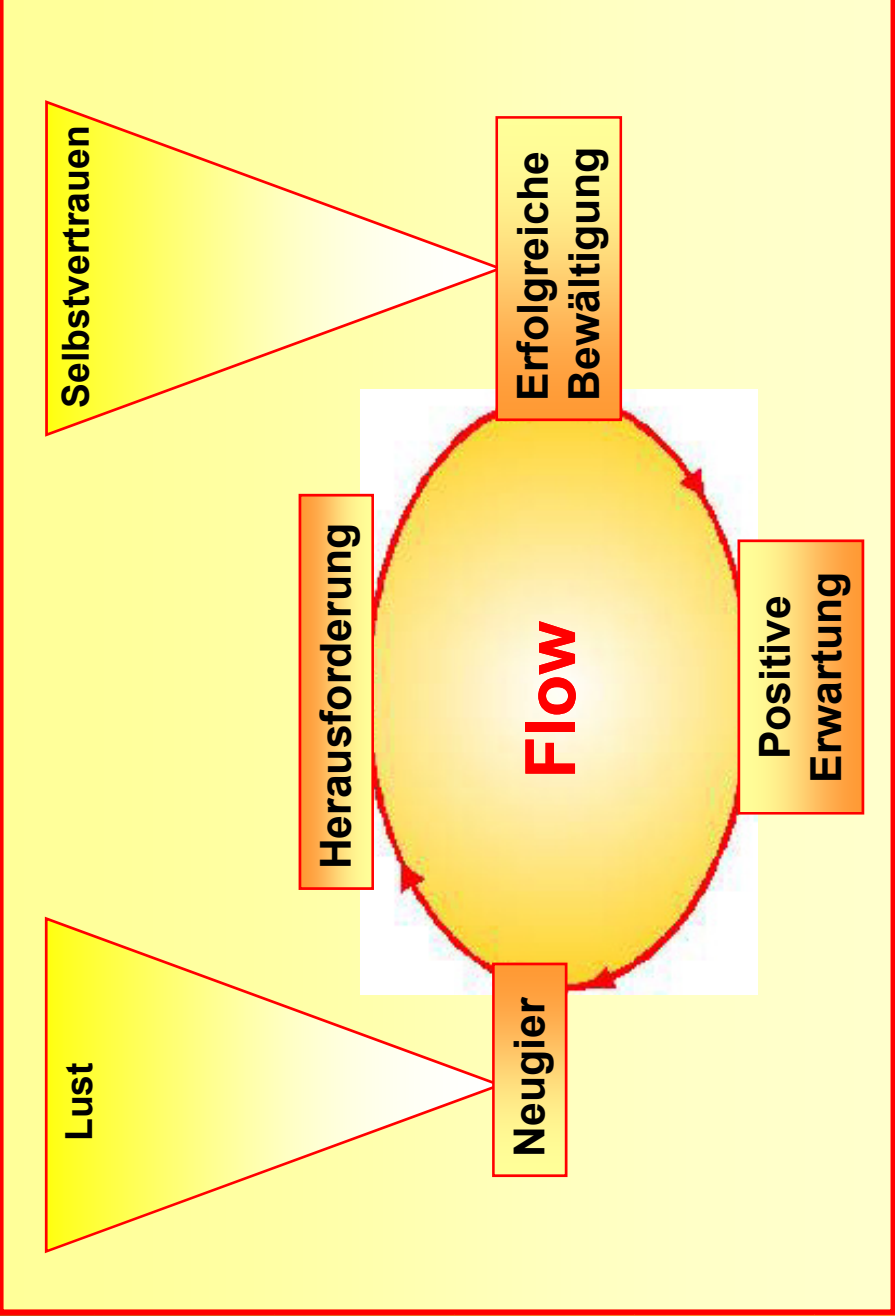 Lust
Selbstvertrauen
Herausforderung
Neugier
Flow
Erfolgreiche
Bewältigung
Positive
Erwartung